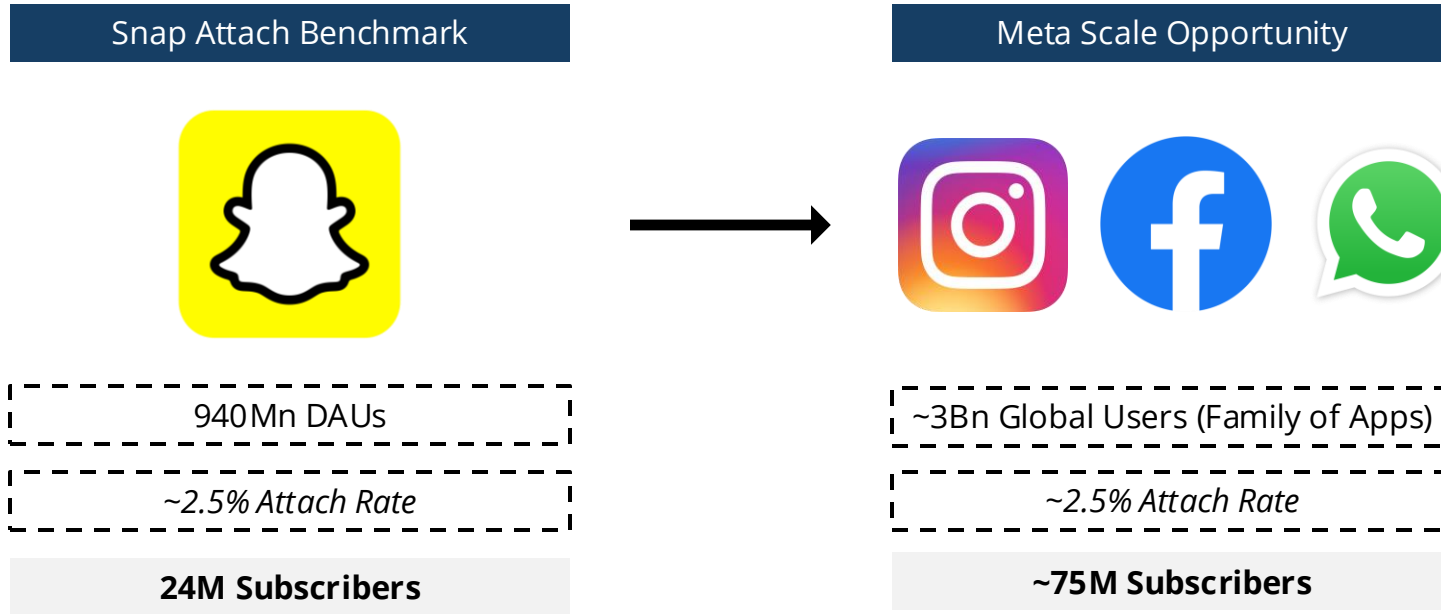 Snap Attach Benchmark
940Mn DAUs
~2.5% Attach Rate
24M Subscribers
Meta Scale Opportunity
~3Bn Global Users (Family of Apps)
~2.5% Attach Rate
~75M Subscribers